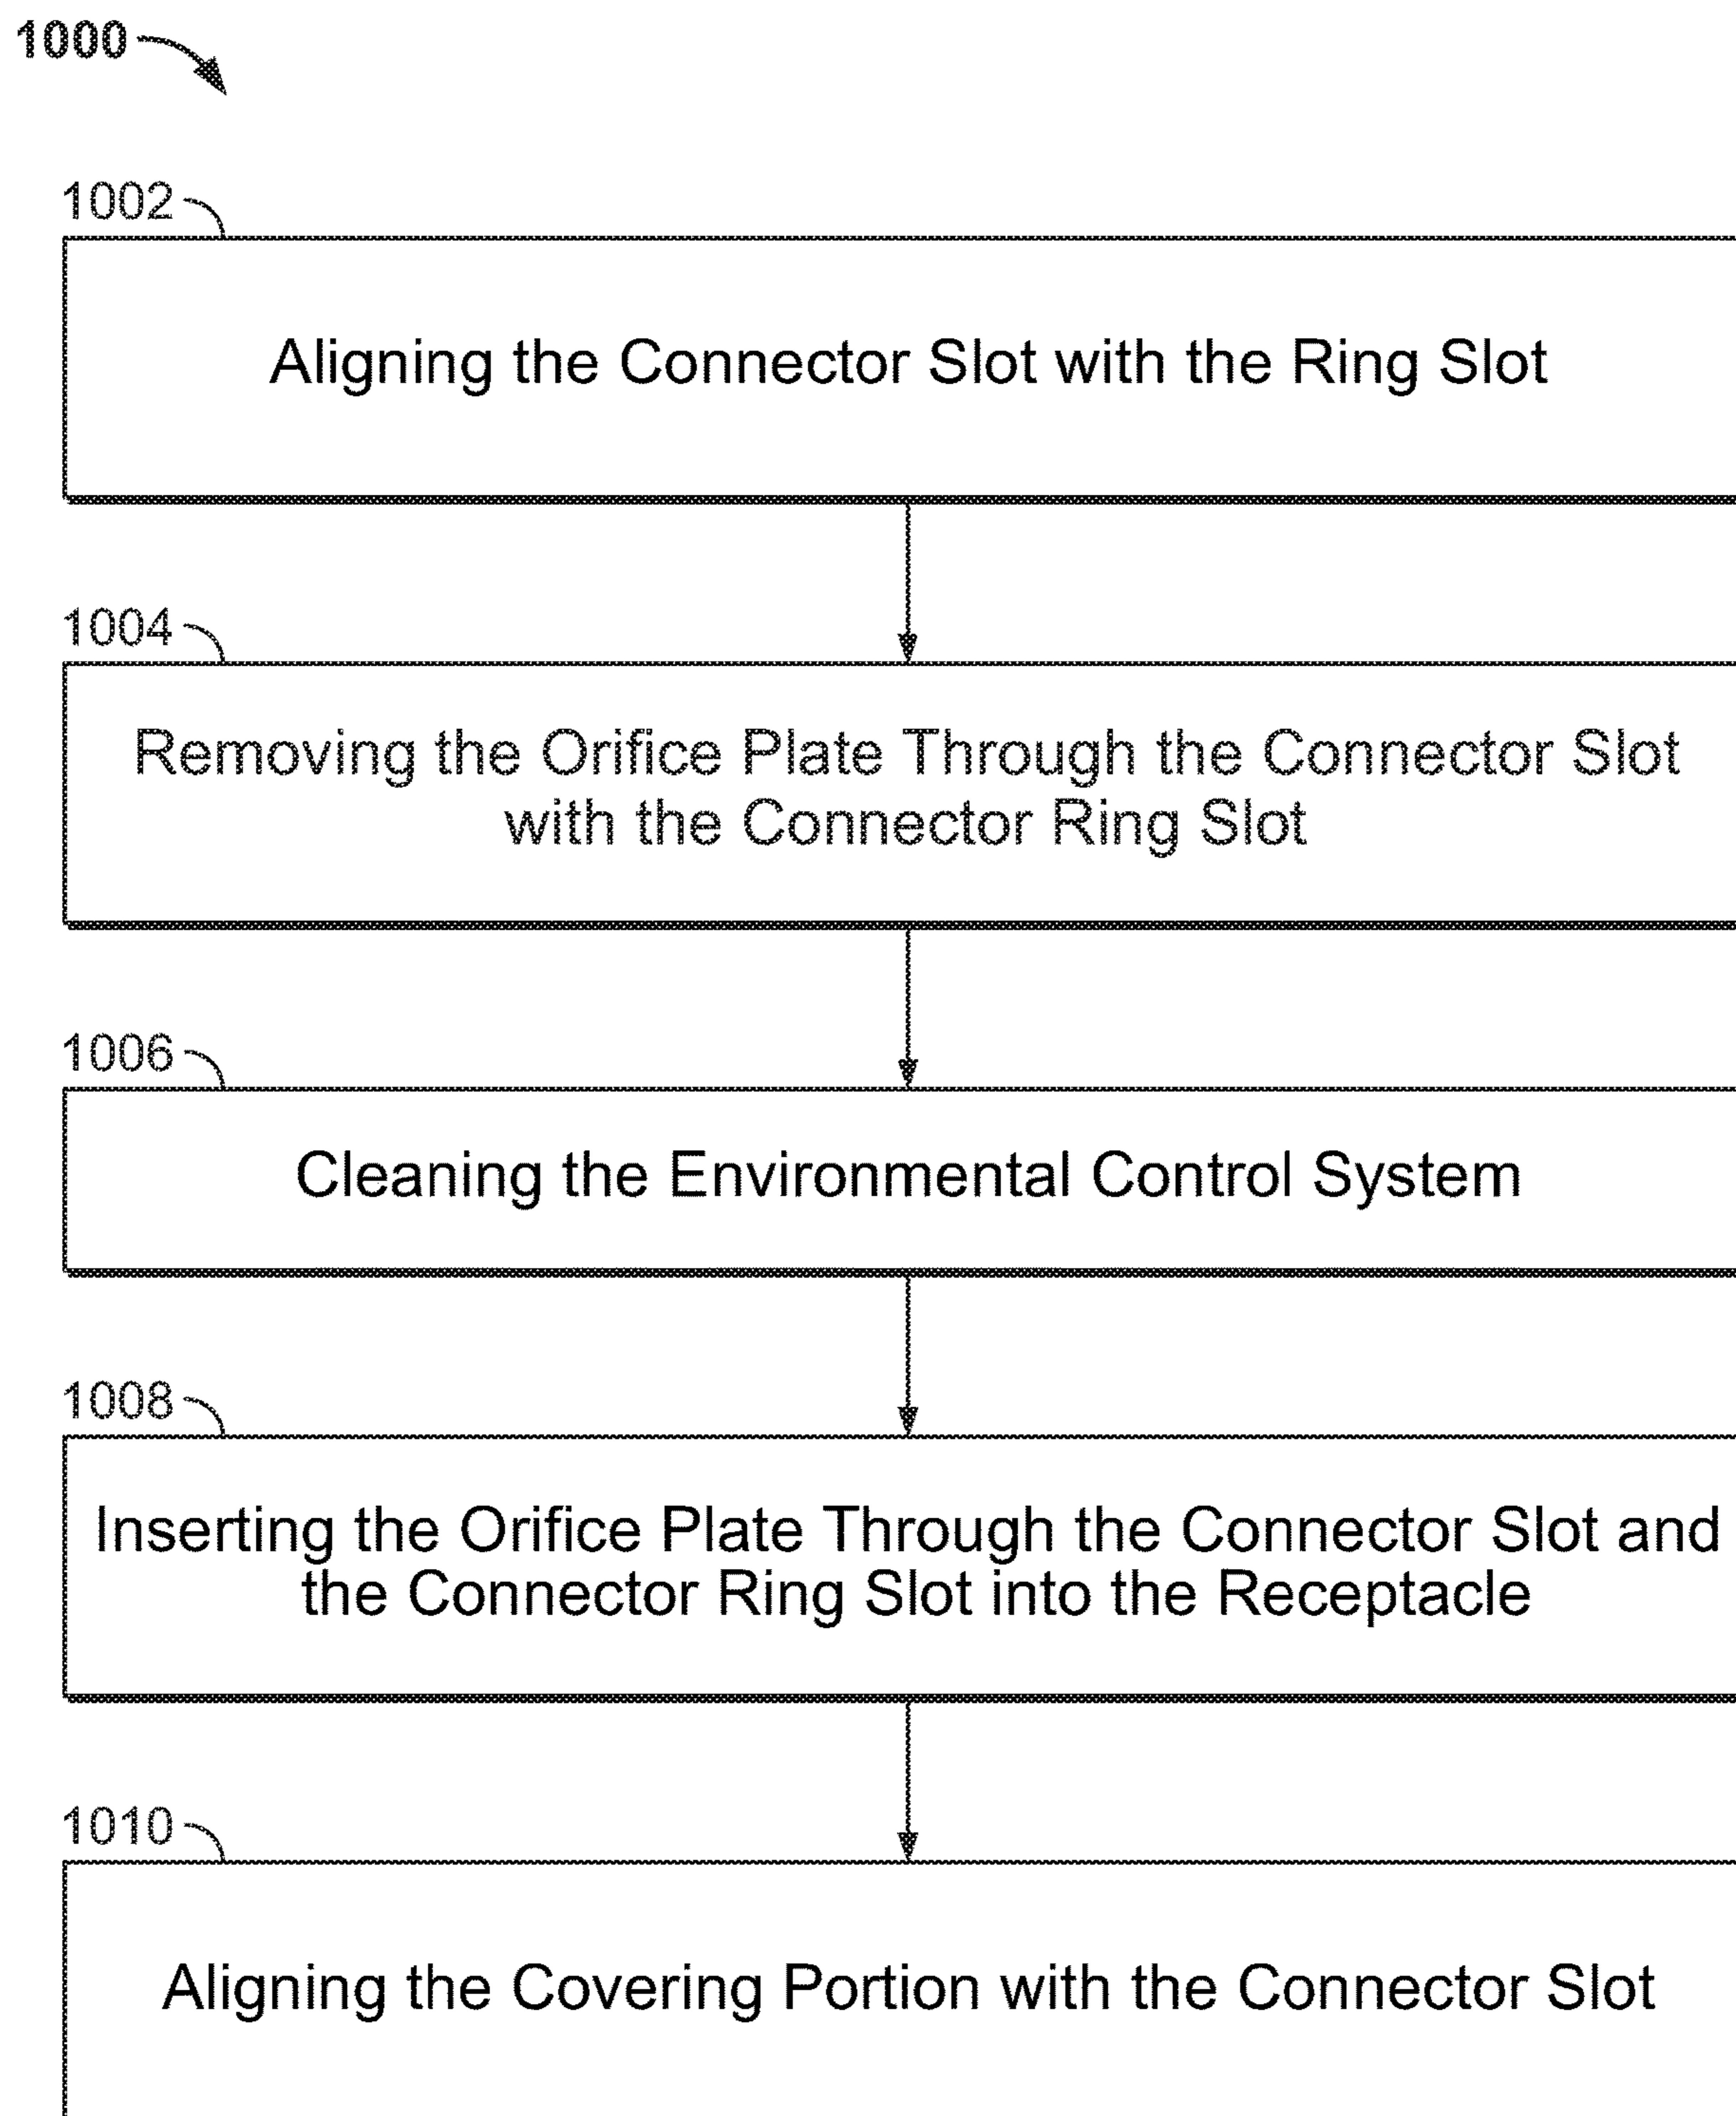 1000
1002
Aligning the Connector Slot with the Ring Slot
1004
Removing the Orifice Plate Through the Connector Slot
with the Connector Ring Slot
1006
Cleaning the Environmental Control System
1008
Inserting the Orifice Plate Through the Connector Slot and
the Connector Ring Slot into the Receptacle
1010
Aligning the Covering Portion with the Connector Slot